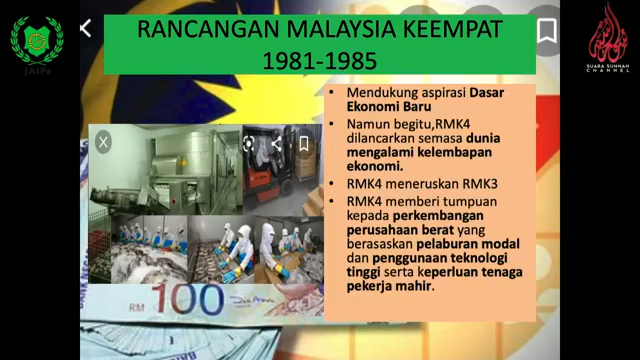 RANCANGAN MALAYSIA KEEMPAT
1981-1985
JAIPs
SUARA SUNNAH
CHANNEL
• Mendukung aspirasi Dasar
Ekonomi Baru
• Namun begitu,RMK4
dilancarkan semasa dunia
mengalami kelembapan
ekonomi.
• RMK4 meneruskan RMK3
• RMK4 memberi tumpuan
kepada perkembangan
perusahaan berat yang
berasaskan pelaburan modal
dan penggunaan teknologi
tinggi serta keperluan tenaga
pekerja mahir.
RM 100